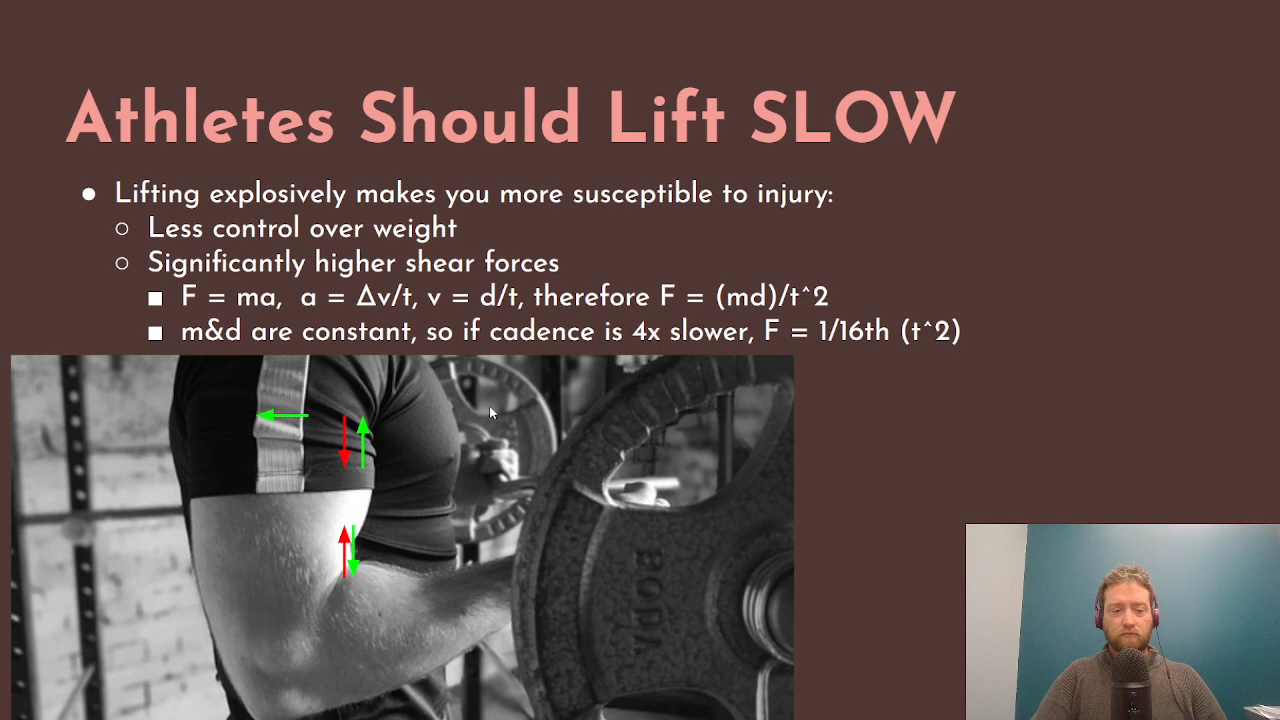 Athletes Should Lift SLOW
● Lifting explosively makes you more susceptible to injury:
○ Less control over weight
○ Significantly higher shear forces
■ F = ma, a = Δv/t, v = d/t, therefore F = (md)/t^2
■ m&d are constant, so if cadence is 4x slower, F = 1/16th (t^2)